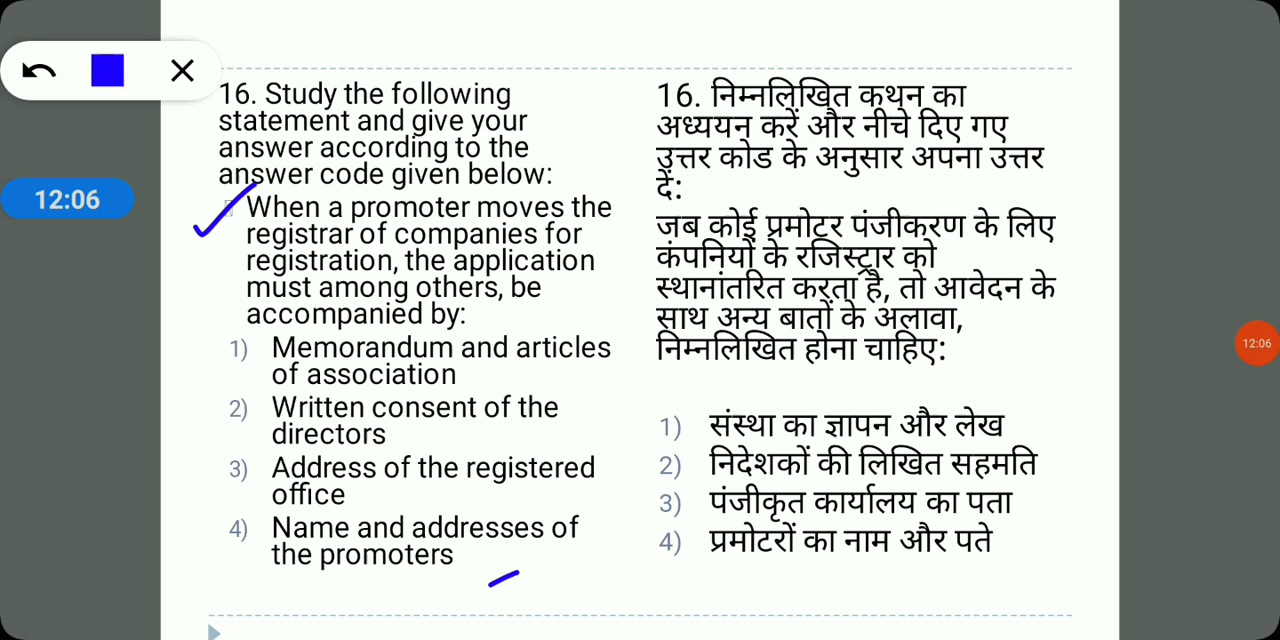 16. Study the following
statement and give your
answer according to the
answer code given below:
When a promoter moves the
registrar of companies for
registration, the application
must among others, be
accompanied by:
1) Memorandum and articles
of association
2) Written consent of the
directors
3) Address of the registered
office
4) Name and addresses of
the promoters
16. निम्नलिखित कथन का
अध्ययन करें और नीचे दिए गए
उत्तर कोड के अनुसार अपना उत्तर
दें:
जब कोई प्रमोटर पंजीकरण के लिए
कंपनियों के रजिस्ट्रार को
स्थानांतरित करता है, तो आवेदन के
साथ अन्य बातों के अलावा,
निम्नलिखित होना चाहिए:
1) संस्था का ज्ञापन और लेख
2) निदेशकों की लिखित सहमति
3) पंजीकृत कार्यालय का पता
4) प्रमोटरों का नाम और पते
12:06
12:06